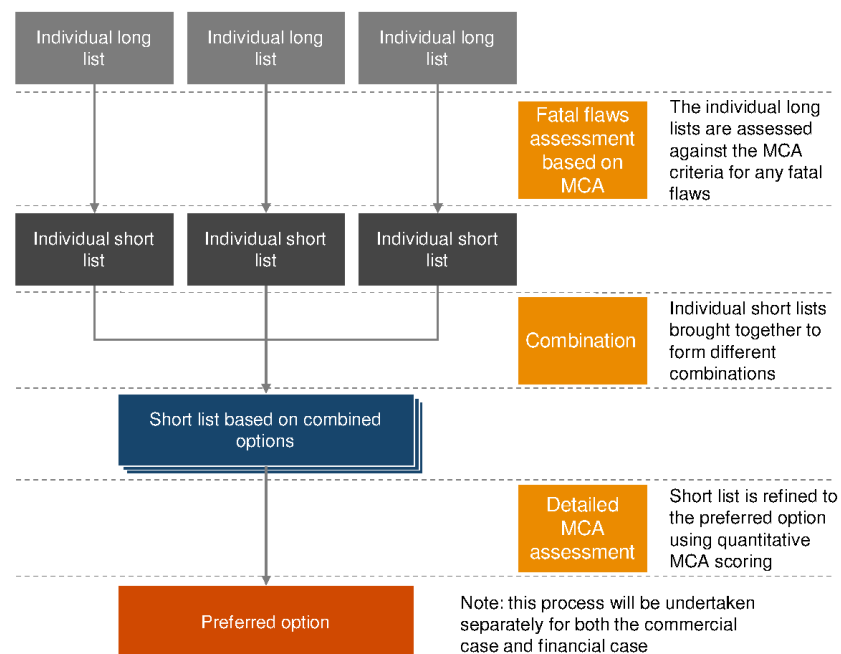 Individual long
list
Individual long
list
Individual long
list
Fatal flaws
assessment
based on
MCA
The individual long
lists are assessed
against the MCA
criteria for any fatal
flaws
Individual short
list
Individual short
list
Individual short
list
Combination
Individual short lists
brought together to
form different
combinations
Short list based on combined
options
Detailed
MCA
assessment
Short list is refined to
the preferred option
using quantitative
MCA scoring
Preferred option
Note: this process will be undertaken
separately for both the commercial
case and financial case